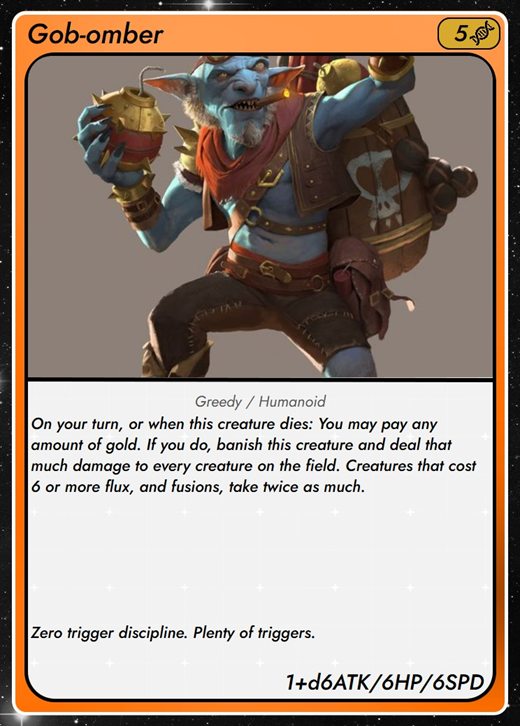 Gob-omber
5
Greedy / Humanoid
On your turn, or when this creature dies: You may pay any
amount of gold. If you do, banish this creature and deal that
much damage to every creature on the field. Creatures that cost
6 or more flux, and fusions, take twice as much.
Zero trigger discipline. Plenty of triggers.
1+d6ATK/6HP/6SPD